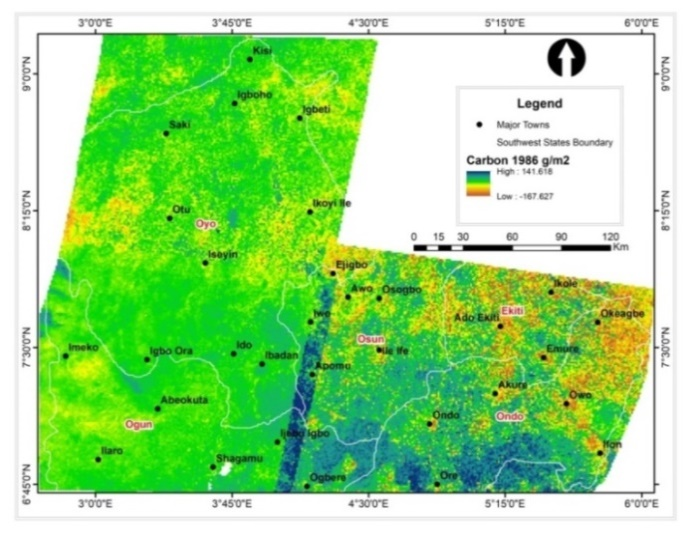 3°0'0"E 3°45'0"E 4°30'0"E 5°15'0"E 6°0'0"E
9°0'0"N 9°0'0"N
Kisi
Igboho
Igbeti
Saki
Legend
Major Towns
Southwest States Boundary
Carbon 1986 g/m2
High : 141.618
Low : -167.627
8°15'0"N 8°15'0"N
Otu
Oyo
Ikoyi Ile
Iseyin
0 15 30 60 90 120
Km
Ejigbo
Awo
Osogbo
Ikole
Iwo
Ado Ekiti
Ekiti
Okeagbe
7°30'0"N 7°30'0"N
Imeko
Igbo Ora
Ido
Ibadan
Osun
Ile Ife
Emure
Apomo
Akure
Owo
Abeokuta
Ogun
Ondo
Ondo
Ijebu Igbo
Ifon
Ilaro
Shagamu
Ogbere
Ore
6°45'0"N 6°45'0"N
3°0'0"E 3°45'0"E 4°30'0"E 5°15'0"E 6°0'0"E